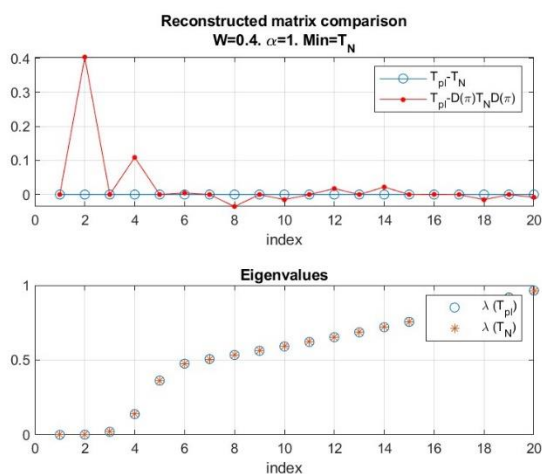 Reconstructed matrix comparison
W=0.4. α=1. Min=T_N
0.4
0.3
0.2
0.1
0
T_pl-T_N
T_pl-D(π)T_ND(π)
0 2 4 6 8 10 12 14 16 18 20
index
Eigenvalues
1
0.5
0
λ (T_pl)
λ (T_N)
0 2 4 6 8 10 12 14 16 18 20
index